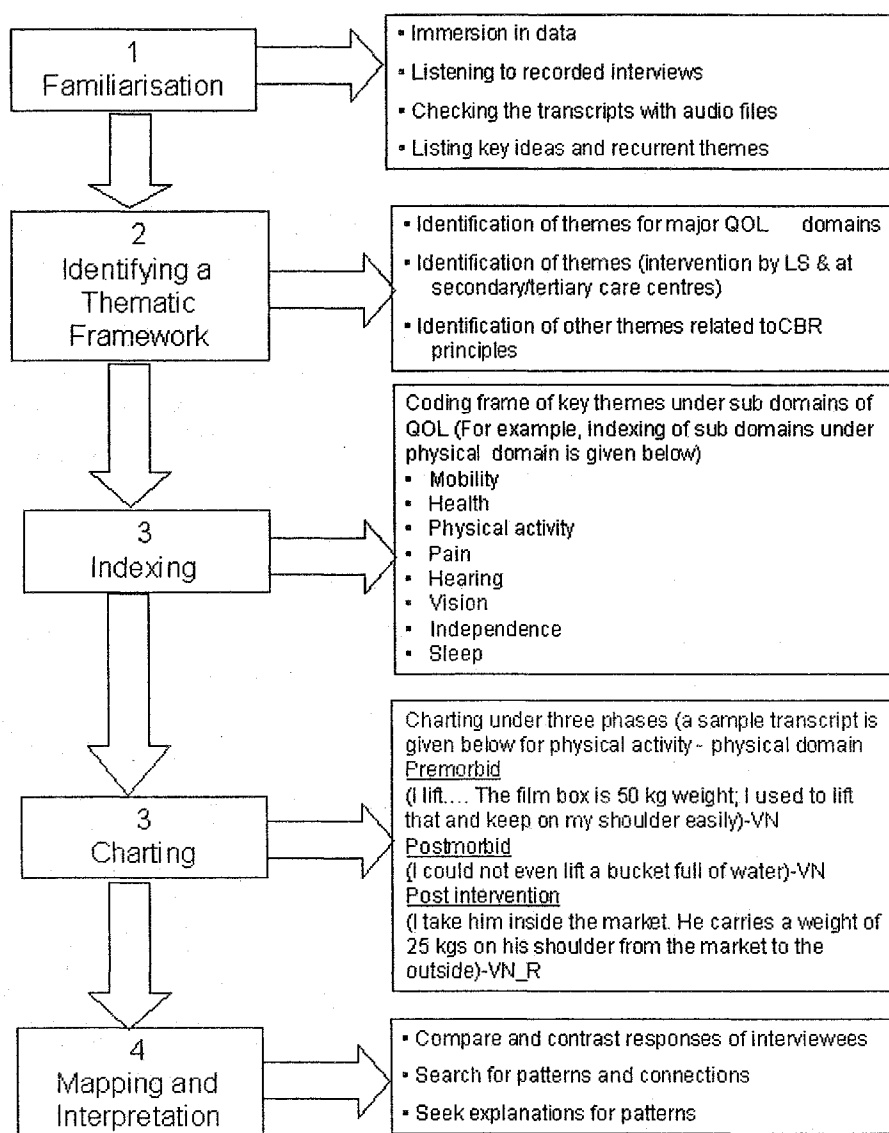 1
Familiarisation
▪ Immersion in data
▪ Listening to recorded interviews
▪ Checking the transcripts with audio files
▪ Listing key ideas and recurrent themes
2
Identifying a
Thematic
Framework
▪ Identification of themes for major QOL domains
▪ Identification of themes (intervention by LS & at
secondary/tertiary care centres)
▪ Identification of other themes related toCBR
principles
3
Indexing
Coding frame of key themes under sub domains of
QOL (For example, indexing of sub domains under
physical domain is given below)
▪ Mobility
▪ Health
▪ Physical activity
▪ Pain
▪ Hearing
▪ Vision
▪ Independence
▪ Sleep
3
Charting
Charting under three phases (a sample transcript is
given below for physical activity - physical domain
Premorbid
(I lift.... The film box is 50 kg weight; I used to lift
that and keep on my shoulder easily)-VN
Postmorbid
(I could not even lift a bucket full of water)-VN
Post intervention
(I take him inside the market. He carries a weight of
25 kgs on his shoulder from the market to the
outside)-VN_R
4
Mapping and
Interpretation
▪ Compare and contrast responses of interviewees
▪ Search for patterns and connections
▪ Seek explanations for patterns